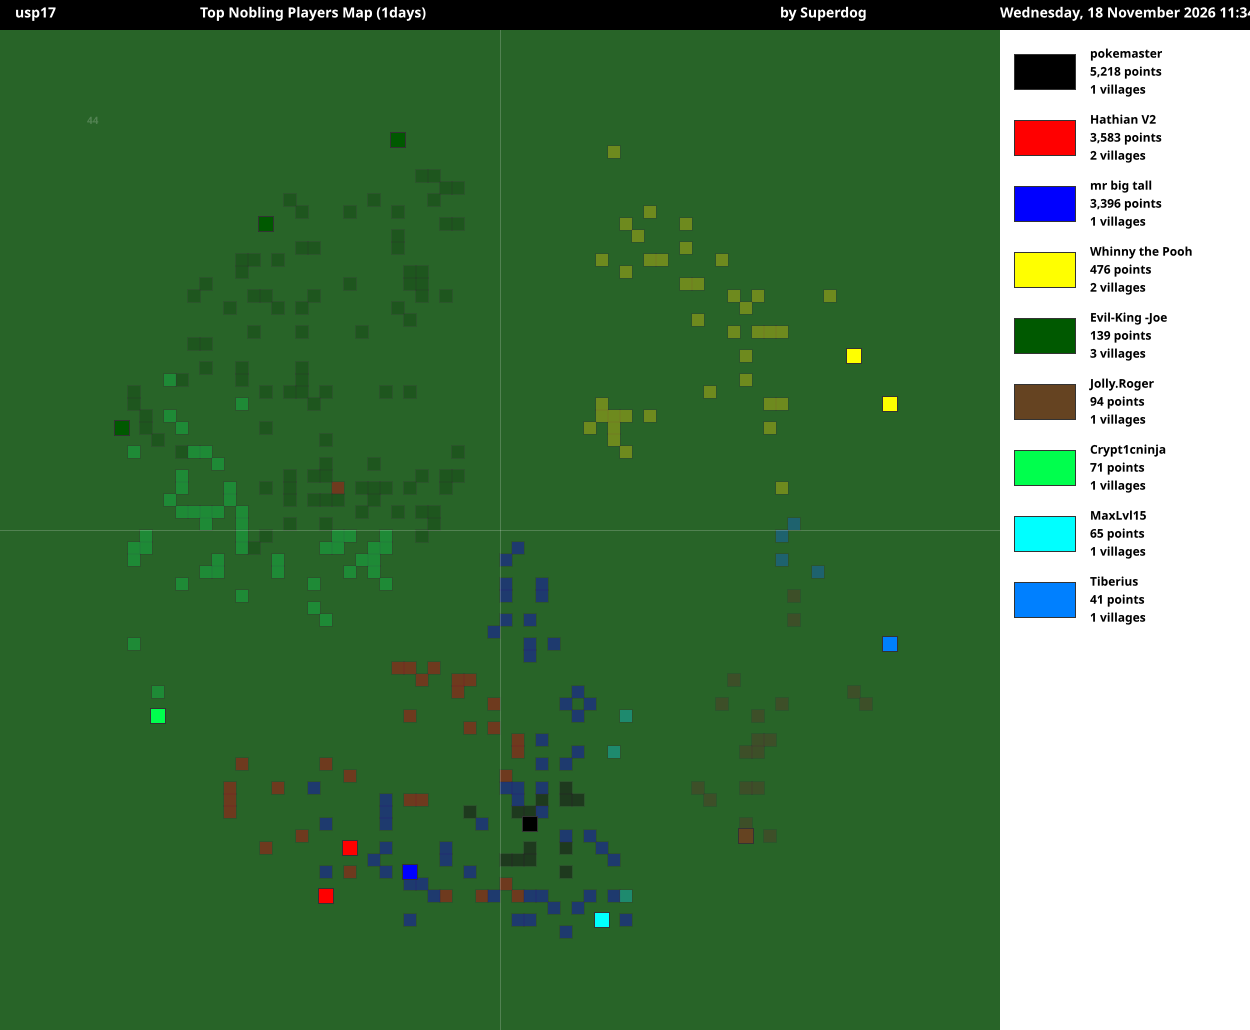 usp17
Top Nobling Players Map (1days)
by Superdog
Wednesday, 18 November 2026 11:34
44
pokemaster
5,218 points
1 villages
Hathian V2
3,583 points
2 villages
mr big tall
3,396 points
1 villages
Whinny the Pooh
476 points
2 villages
Evil-King -Joe
139 points
3 villages
Jolly.Roger
94 points
1 villages
Crypt1cninja
71 points
1 villages
MaxLvl15
65 points
1 villages
Tiberius
41 points
1 villages